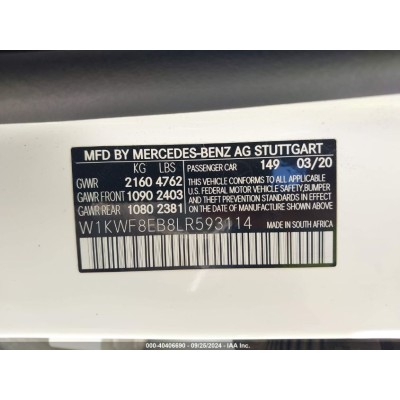 MFD BY MERCEDES-BENZ AG STUTTGART
KG LBS PASSENGER CAR 149 03/20
GVWR 2160 4762
GAWR FRONT 1090 2403
GAWR REAR 1080 2381
THIS VEHICLE CONFORMS TO ALL APPLICABLE
U.S. FEDERAL MOTOR VEHICLE SAFETY, BUMPER
AND THEFT PREVENTION STANDARDS IN EFFECT
ON THE DATE OF MANUFACTURE SHOWN ABOVE.
W1KWF8EB8LR593114
MADE IN SOUTH AFRICA
000-40406690 - 09/25/2024 - IAAI